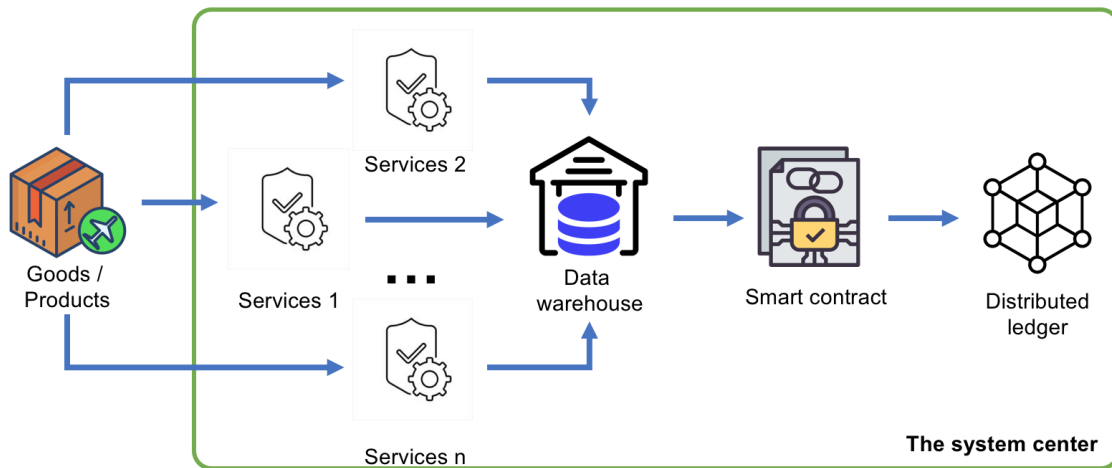 Services 2
Goods /
Products
Services 1
...
Data
warehouse
Smart contract
Distributed
ledger
Services n
The system center